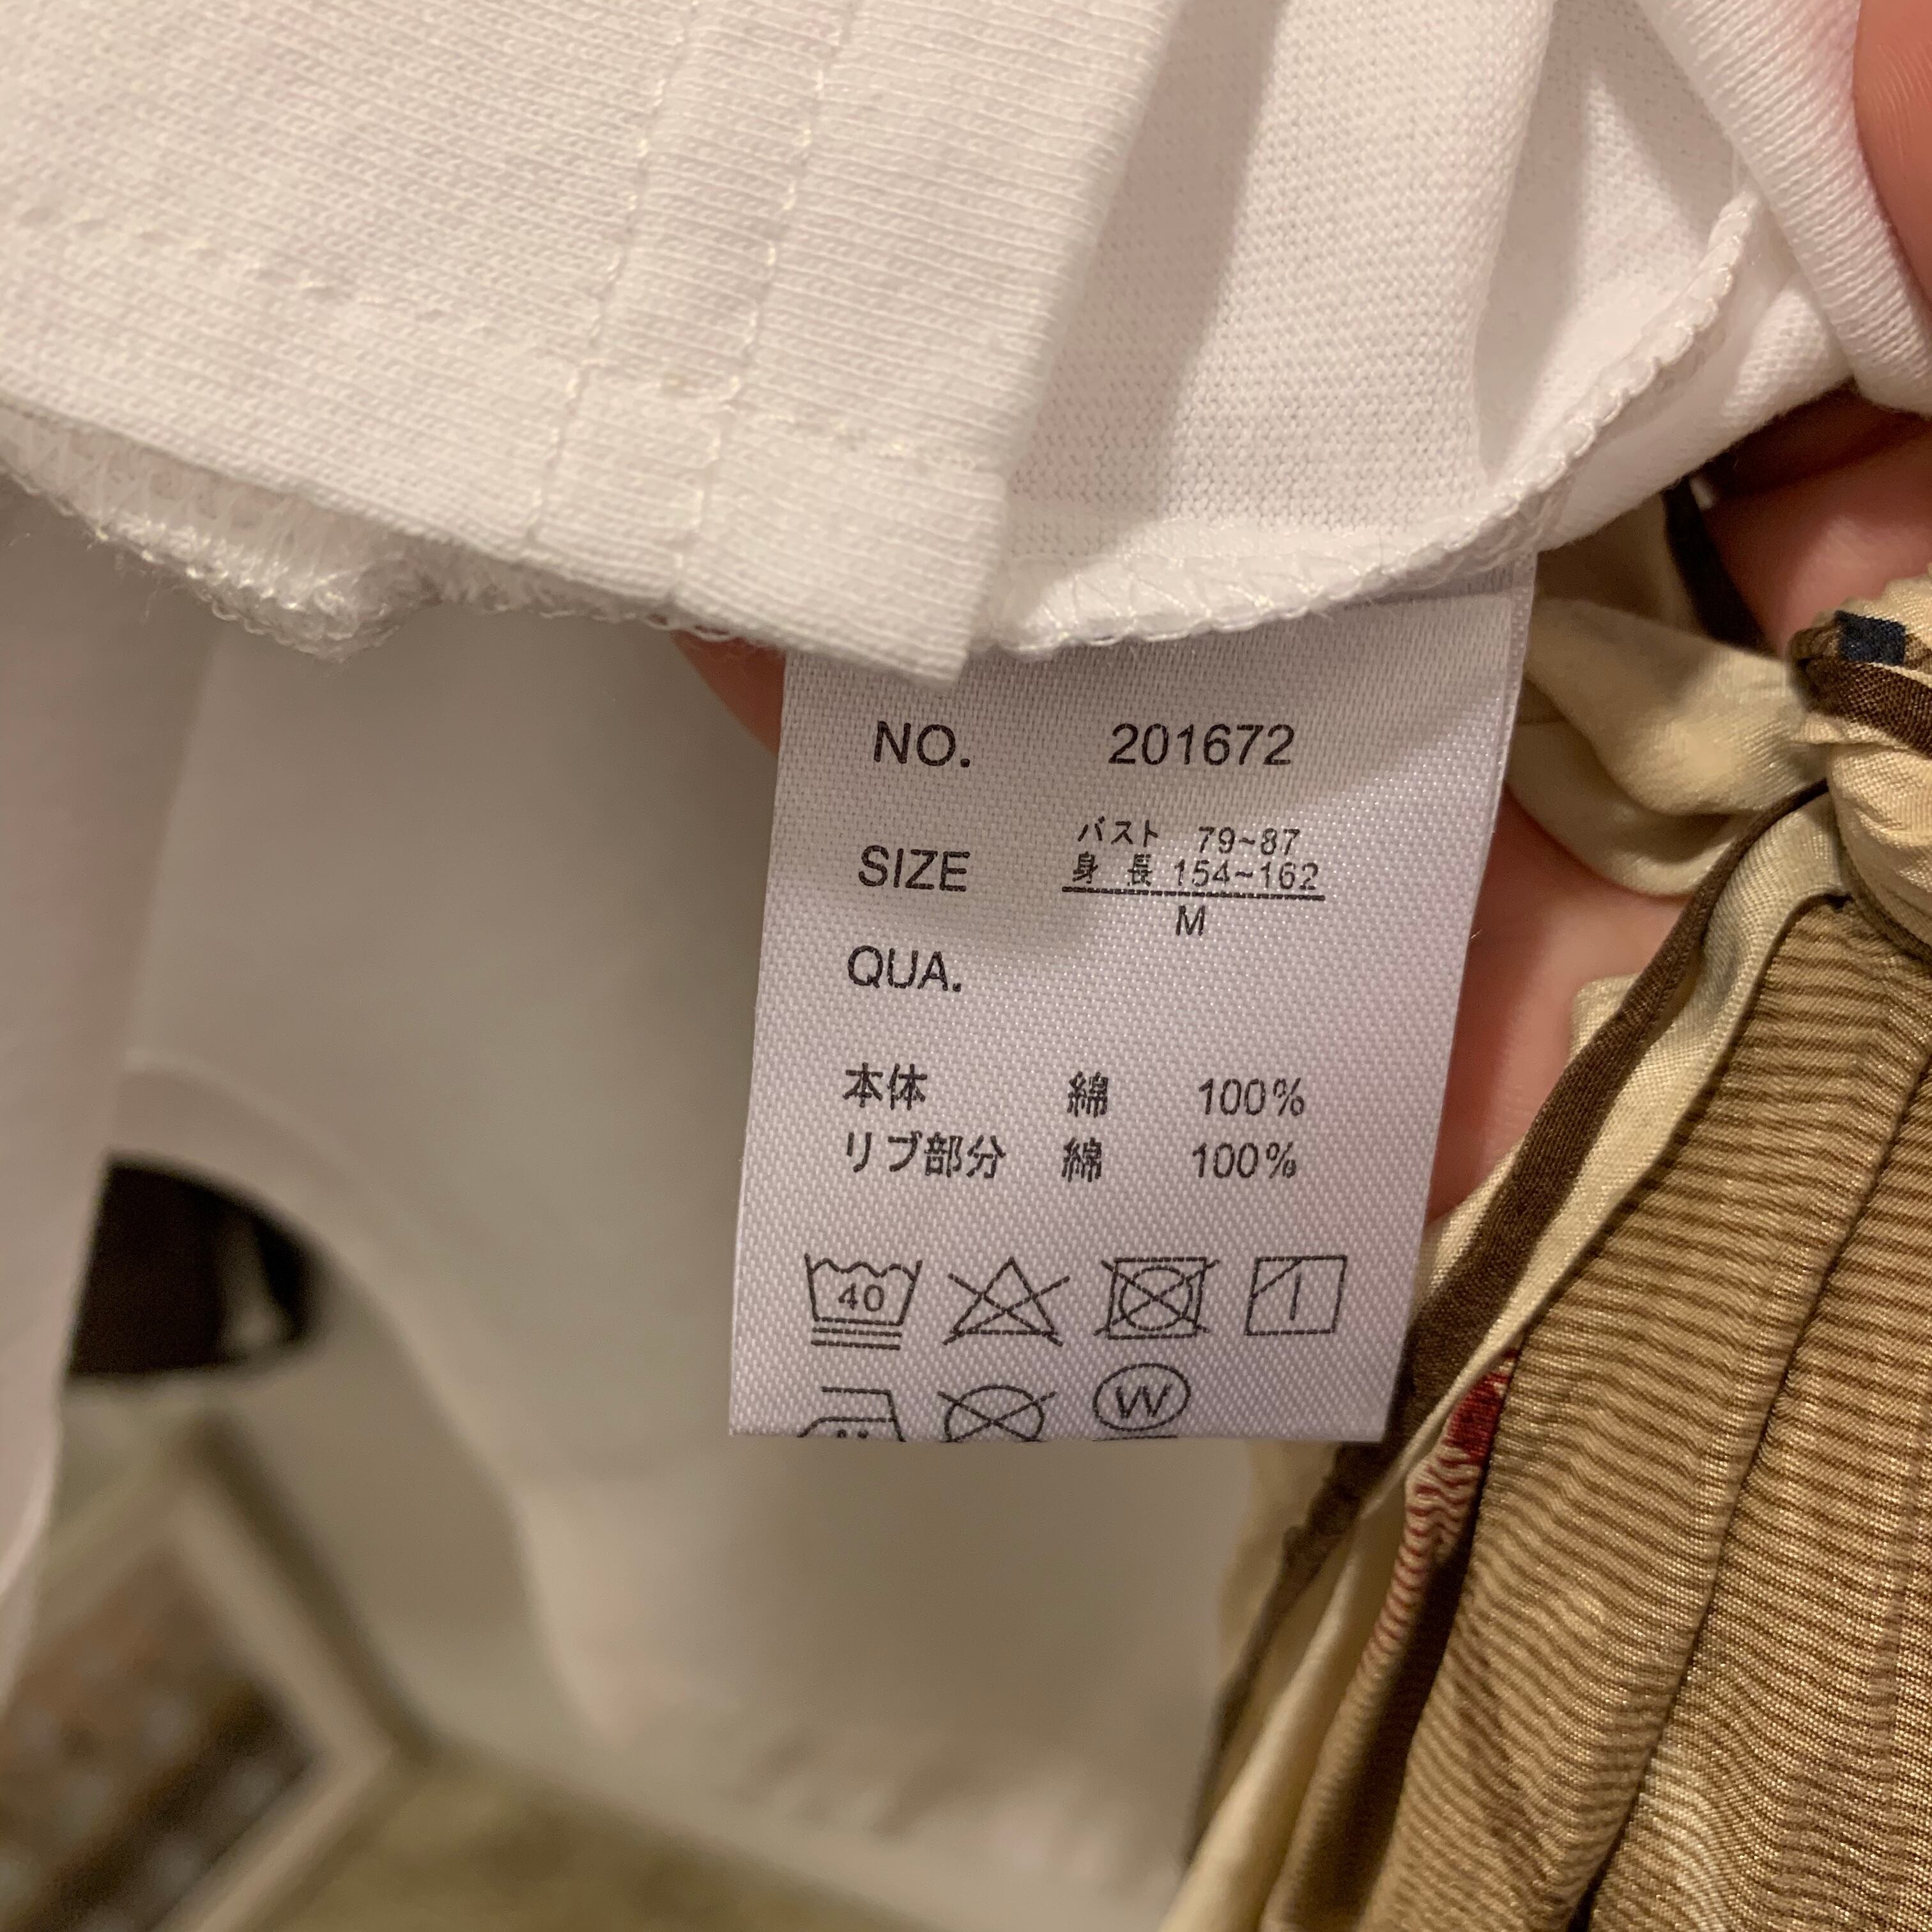 NO. 201672
バスト 79~87
SIZE 身長 154~162
M
QUA.
本体 綿 100%
リブ部分 綿 100%
40
W